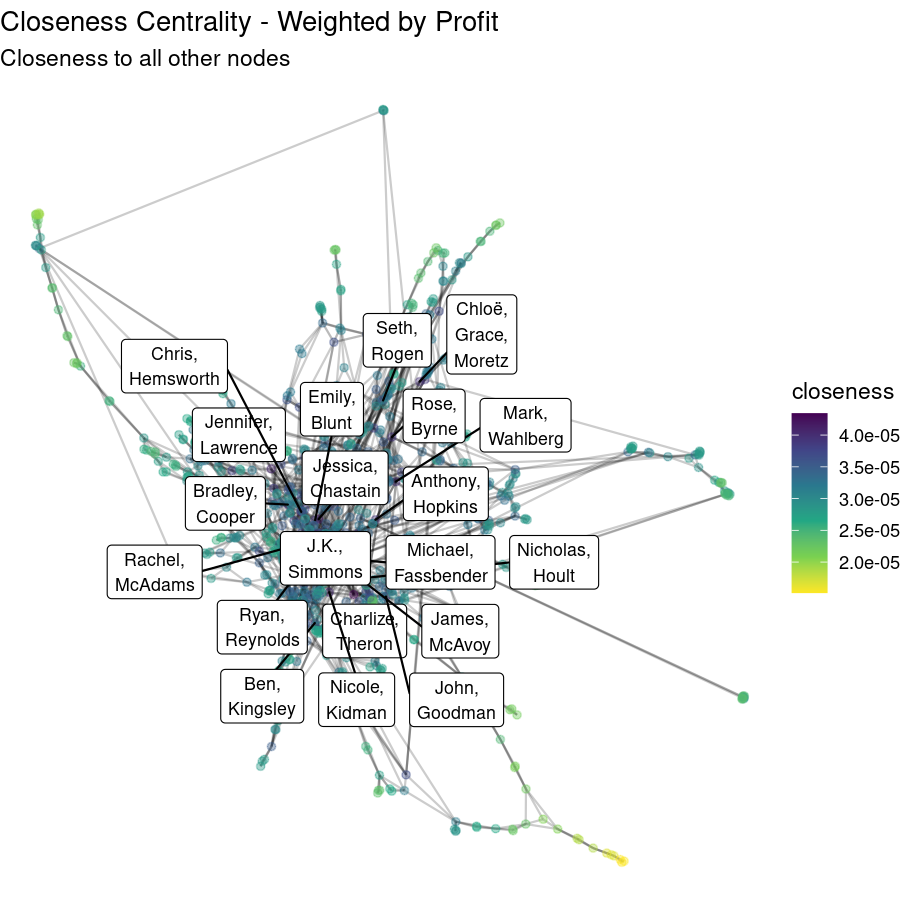 Closeness Centrality - Weighted by Profit
Closeness to all other nodes
Chloë,
Grace,
Moretz
Seth,
Rogen
Chris,
Hemsworth
Emily,
Blunt
Rose,
Byrne
Mark,
Wahlberg
Jennifer,
Lawrence
Jessica,
Chastain
Anthony,
Hopkins
Bradley,
Cooper
J.K.,
Simmons
Michael,
Fassbender
Nicholas,
Hoult
Rachel,
McAdams
Ryan,
Reynolds
Charlize,
Theron
James,
McAvoy
Ben,
Kingsley
Nicole,
Kidman
John,
Goodman
closeness
4.0e-05
3.5e-05
3.0e-05
2.5e-05
2.0e-05